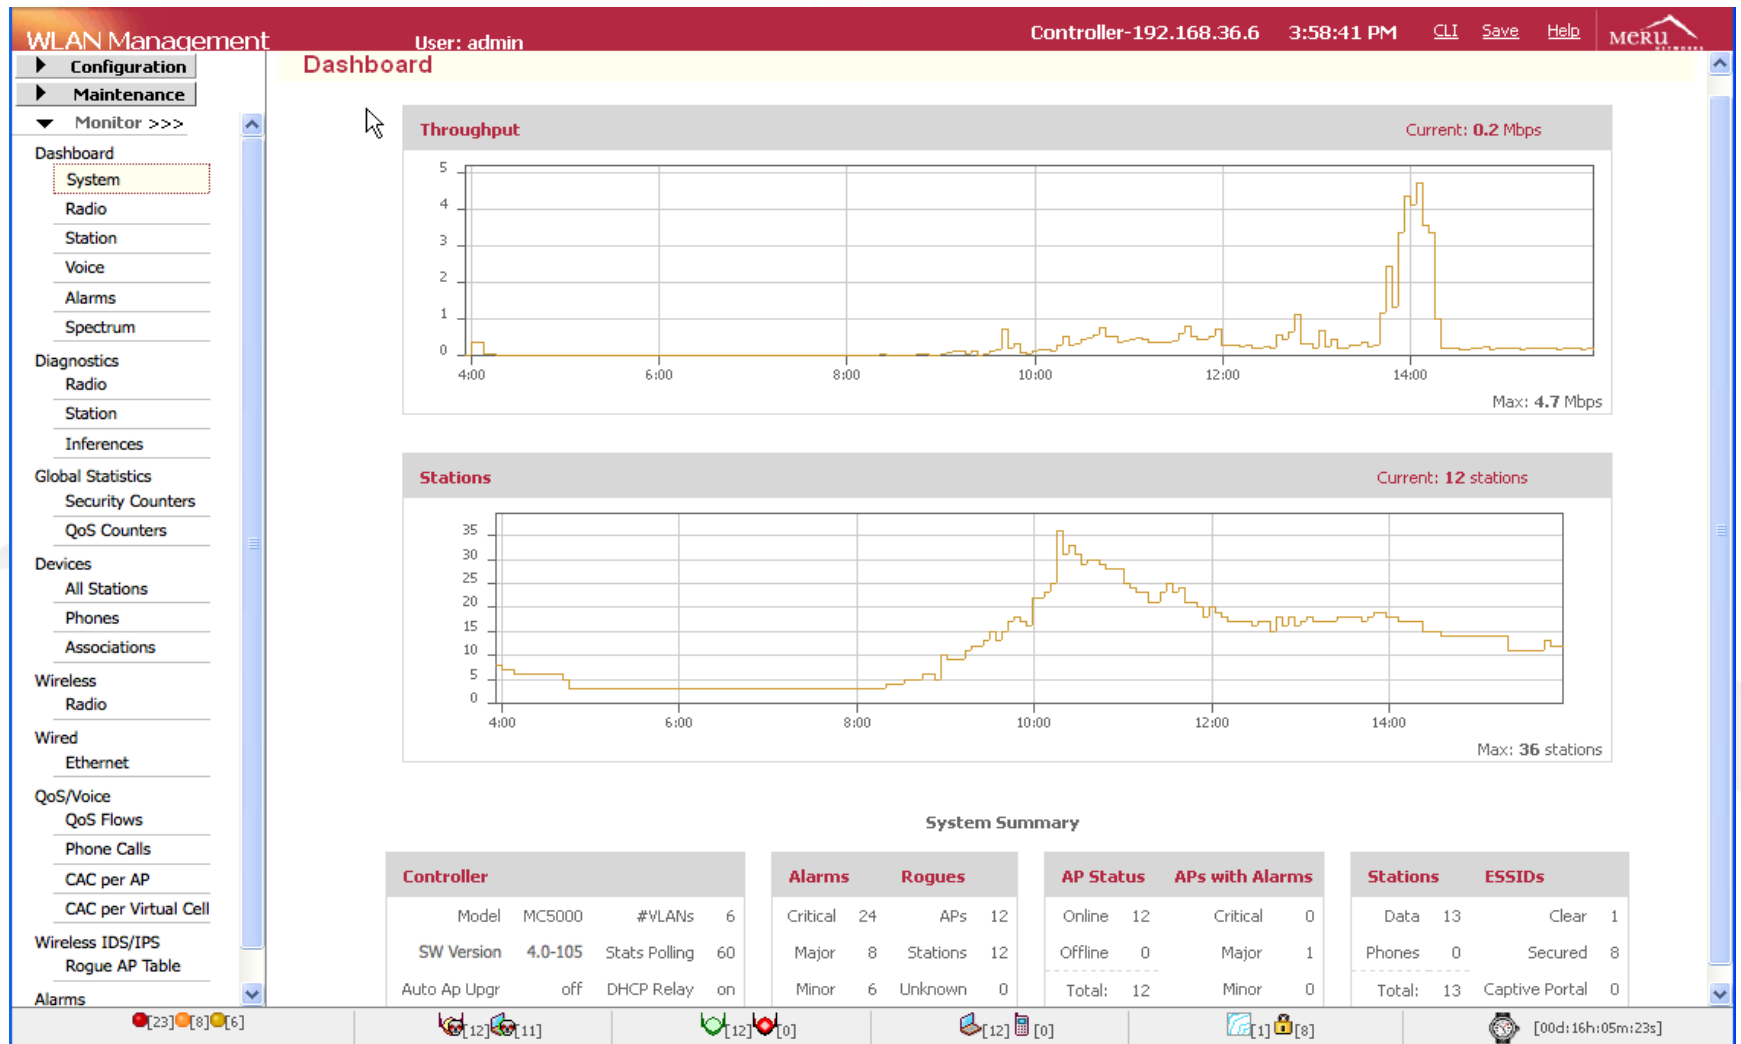 WLAN Management
User: admin
Controller-192.168.36.6 3:58:41 PM CLI Save Help MERU NETWORKS
Configuration
Maintenance
Monitor >>>
Dashboard
System
Radio
Station
Voice
Alarms
Spectrum
Diagnostics
Radio
Station
Inferences
Global Statistics
Security Counters
QoS Counters
Devices
All Stations
Phones
Associations
Wireless
Radio
Wired
Ethernet
QoS/Voice
QoS Flows
Phone Calls
CAC per AP
CAC per Virtual Cell
Wireless IDS/IPS
Rogue AP Table
Alarms
Dashboard
Throughput Current: 0.2 Mbps
5
4
3
2
1
0
4:00 6:00 8:00 10:00 12:00 14:00
Max: 4.7 Mbps
Stations Current: 12 stations
35
30
25
20
15
10
5
0
4:00 6:00 8:00 10:00 12:00 14:00
Max: 36 stations
System Summary
Controller
Model MC5000 #VLANs 6
SW Version 4.0-105 Stats Polling 60
Auto Ap Upgr off DHCP Relay on
Alarms Rogues
Critical 24 APs 12
Major 8 Stations 12
Minor 6 Unknown 0
AP Status APs with Alarms
Online 12 Critical 0
Offline 0 Major 1
Total: 12 Minor 0
Stations ESSIDs
Data 13 Clear 1
Phones 0 Secured 8
Total: 13 Captive Portal 0
[23] [8] [6] [12] [11] [12] [0] [12] [0] [1] [8] [00d:16h:05m:23s]